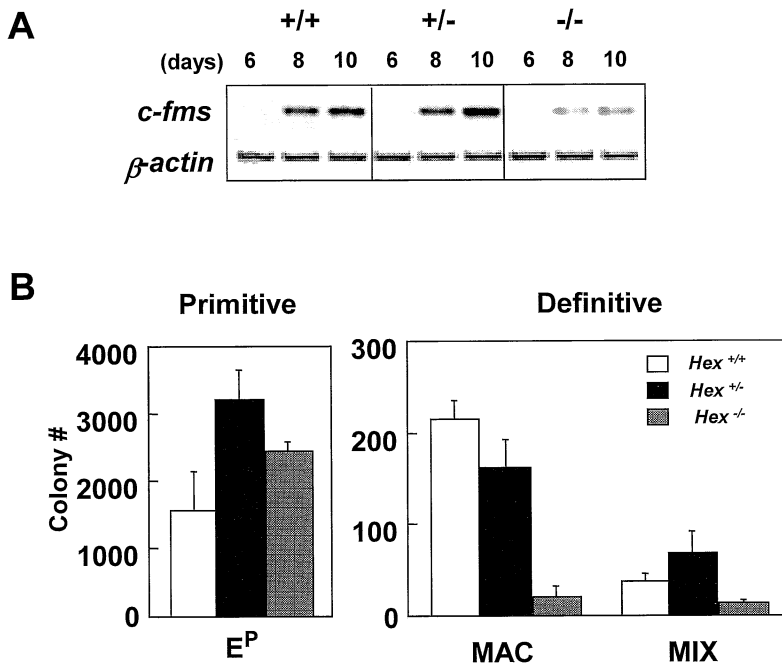 A
+/+ +/- -/-
(days) 6 8 10 6 8 10 6 8 10
c-fms
β-actin
B
Primitive Definitive
Colony #
4000
3000
2000
1000
0
E^P
300
200
100
0
Hex +/+
Hex +/-
Hex -/-
MAC MIX